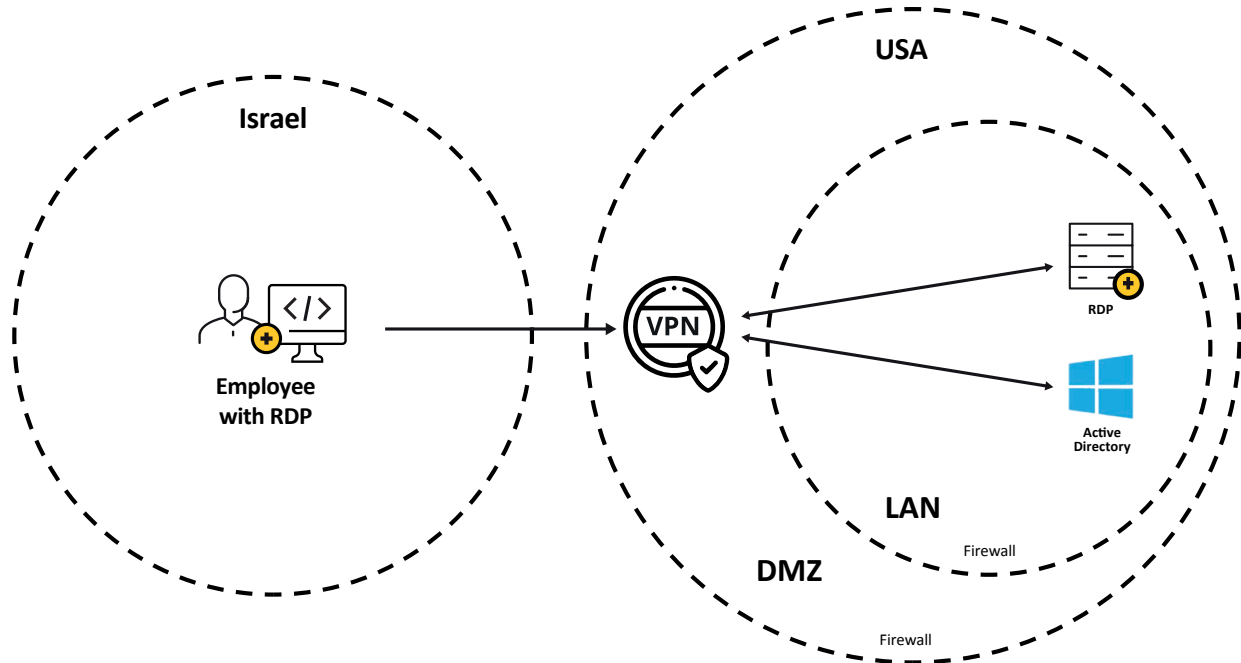 USA
Israel
</>
VPN
RDP
Employee
with RDP
Active
Directory
LAN
Firewall
DMZ
Firewall